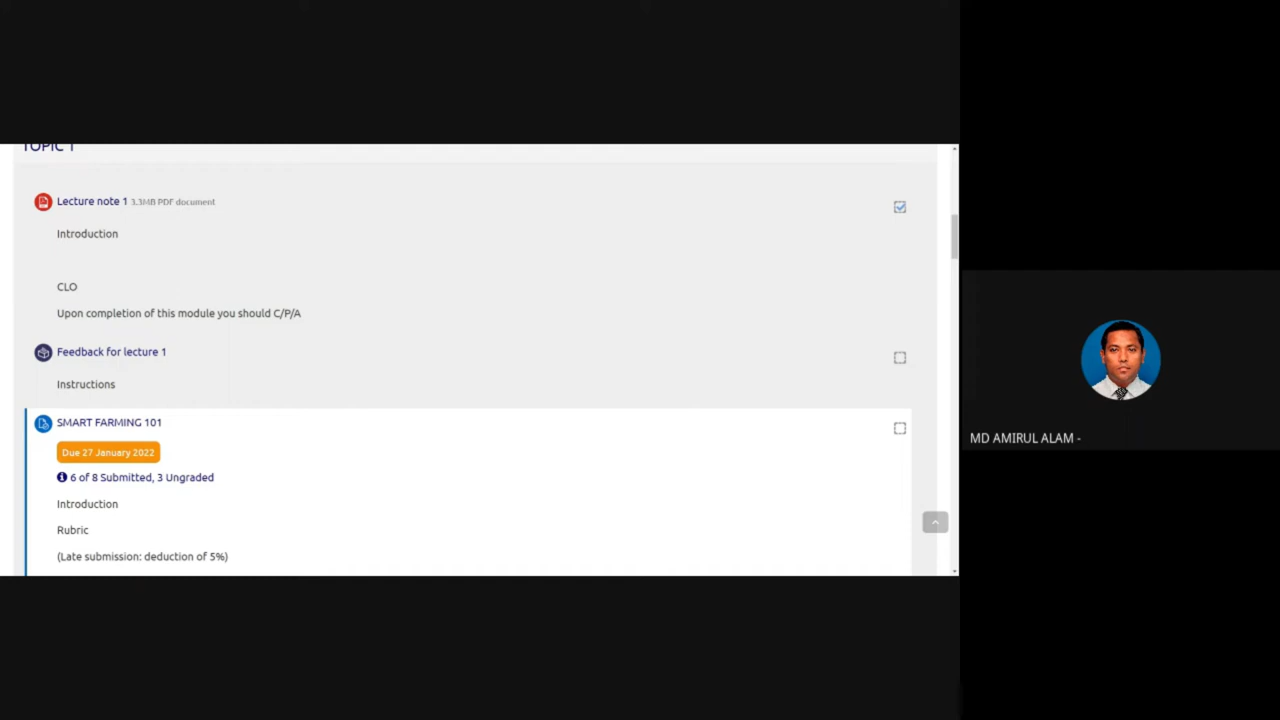 TOPIC 1
Lecture note 1 3.3MB PDF document
Introduction
CLO
Upon completion of this module you should C/P/A
Feedback for lecture 1
Instructions
SMART FARMING 101
Due 27 January 2022
6 of 8 Submitted, 3 Ungraded
Introduction
Rubric
(Late submission: deduction of 5%)
MD AMIRUL ALAM -